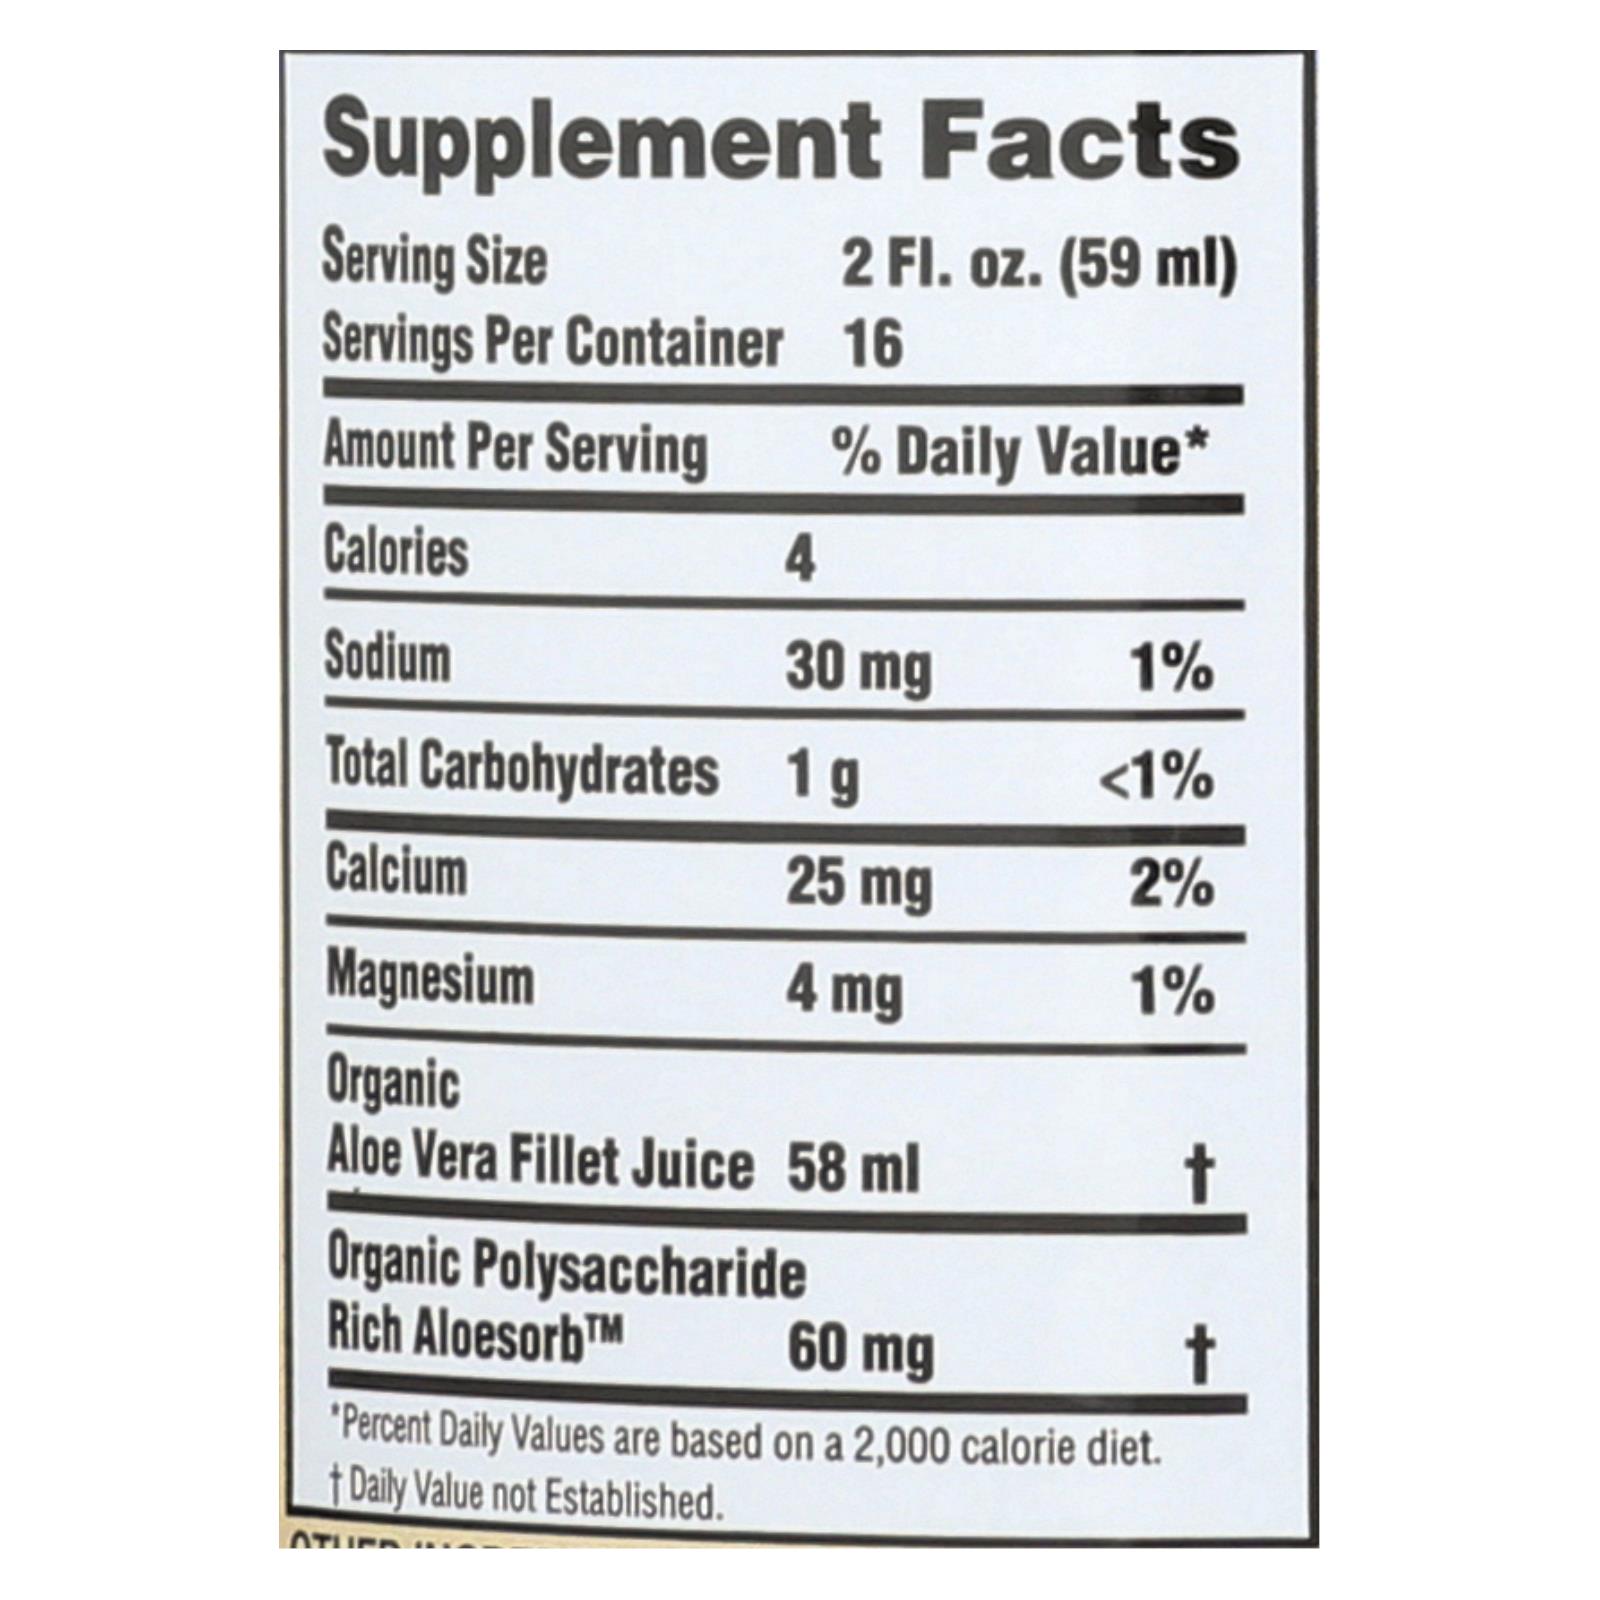 Supplement Facts
Serving Size 2 Fl. oz. (59 ml)
Servings Per Container 16
Amount Per Serving % Daily Value*
Calories 4
Sodium 30 mg 1%
Total Carbohydrates 1 g <1%
Calcium 25 mg 2%
Magnesium 4 mg 1%
Organic
Aloe Vera Fillet Juice 58 ml †
Organic Polysaccharide
Rich Aloesorb™ 60 mg †
*Percent Daily Values are based on a 2,000 calorie diet.
† Daily Value not Established.